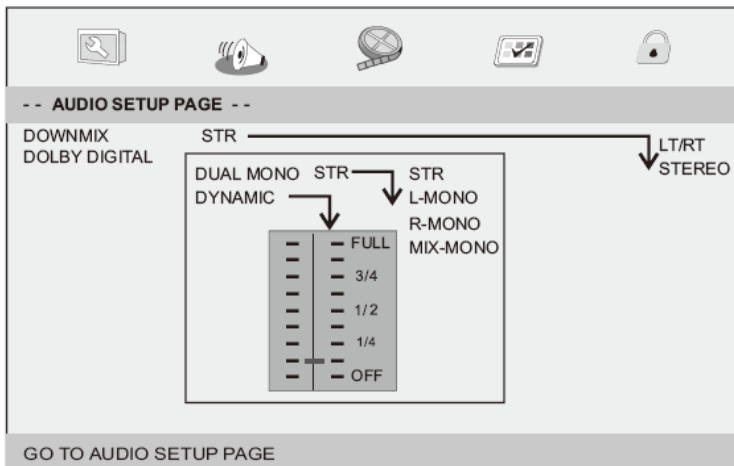 - - AUDIO SETUP PAGE - -
DOWNMIX STR LT/RT
DOLBY DIGITAL STEREO
DUAL MONO STR STR
DYNAMIC L-MONO
R-MONO
FULL MIX-MONO
3/4
1/2
1/4
OFF
GO TO AUDIO SETUP PAGE